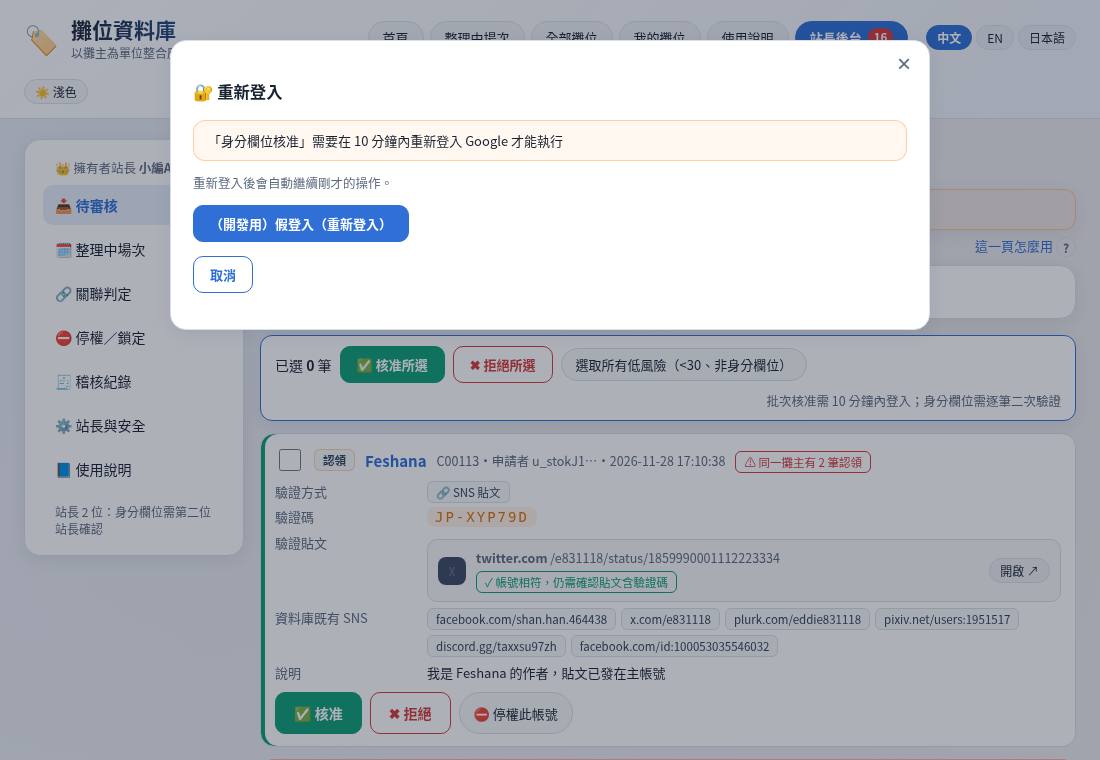 攤位資料庫
以攤主為單位整合
首頁
整理中場次
全部攤位
我的攤位
使用說明
站長後台 16
中文
EN
日本語
☀️ 淺色
🔐 重新登入
「身分欄位核准」需要在 10 分鐘內重新登入 Google 才能執行
重新登入後會自動繼續剛才的操作。
（開發用）假登入（重新登入）
取消
✕
👑 擁有者站長 小編A
📥 待審核
🗓️ 整理中場次
🔗 關聯判定
⛔ 停權／鎖定
🧾 稽核紀錄
⚙️ 站長與安全
📘 使用說明
站長 2 位：身分欄位需第二位
站長確認
這一頁怎麼用 ?
已選 0 筆
✅ 核准所選
✖ 拒絕所選
選取所有低風險（<30、非身分欄位）
批次核准需 10 分鐘內登入；身分欄位需逐筆二次驗證
認領 Feshana C00113・申請者 u_stokJ1…・2026-11-28 17:10:38 ⚠ 同一攤主有 2 筆認領
驗證方式 🔗 SNS 貼文
驗證碼 JP-XYP79D
驗證貼文
X
twitter.com /e831118/status/1859990001112223334
✓ 帳號相符，仍需確認貼文含驗證碼
開啟 ↗
資料庫既有 SNS facebook.com/shan.han.464438 x.com/e831118 plurk.com/eddie831118 pixiv.net/users:1951517
discord.gg/taxxsu97zh facebook.com/id:100053035546032
說明 我是 Feshana 的作者，貼文已發在主帳號
✅ 核准
✖ 拒絕
⛔ 停權此帳號